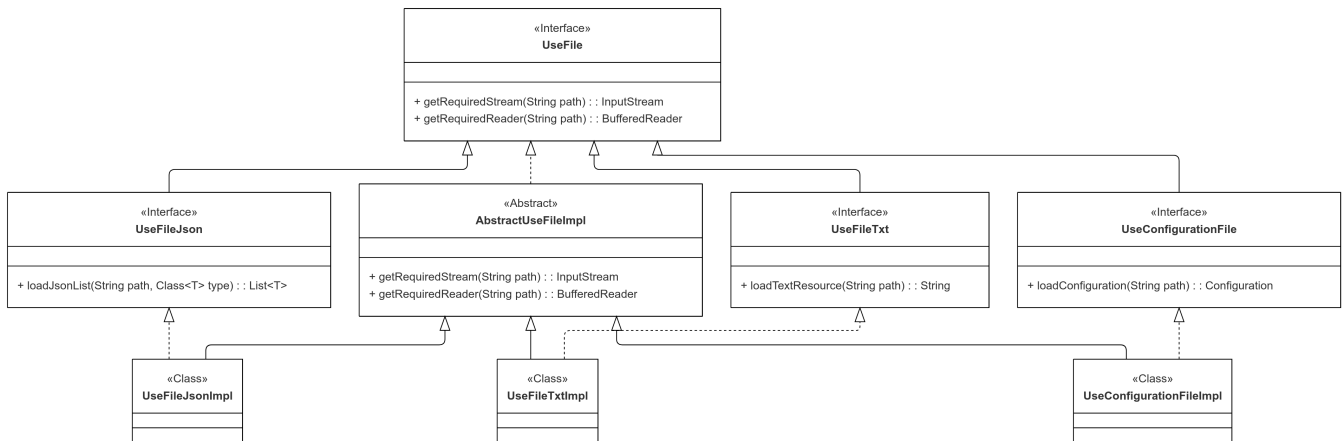 «Interface»
UseFile
+ getRequiredStream(String path) : : InputStream
+ getRequiredReader(String path) : : BufferedReader
«Interface»
UseFileJson
+ loadJsonList(String path, Class<T> type) : : List<T>
«Abstract»
AbstractUseFileImpl
+ getRequiredStream(String path) : : InputStream
+ getRequiredReader(String path) : : BufferedReader
«Interface»
UseFileTxt
+ loadTextResource(String path) : : String
«Interface»
UseConfigurationFile
+ loadConfiguration(String path) : : Configuration
«Class»
UseFileJsonImpl
«Class»
UseFileTxtImpl
«Class»
UseConfigurationFileImpl